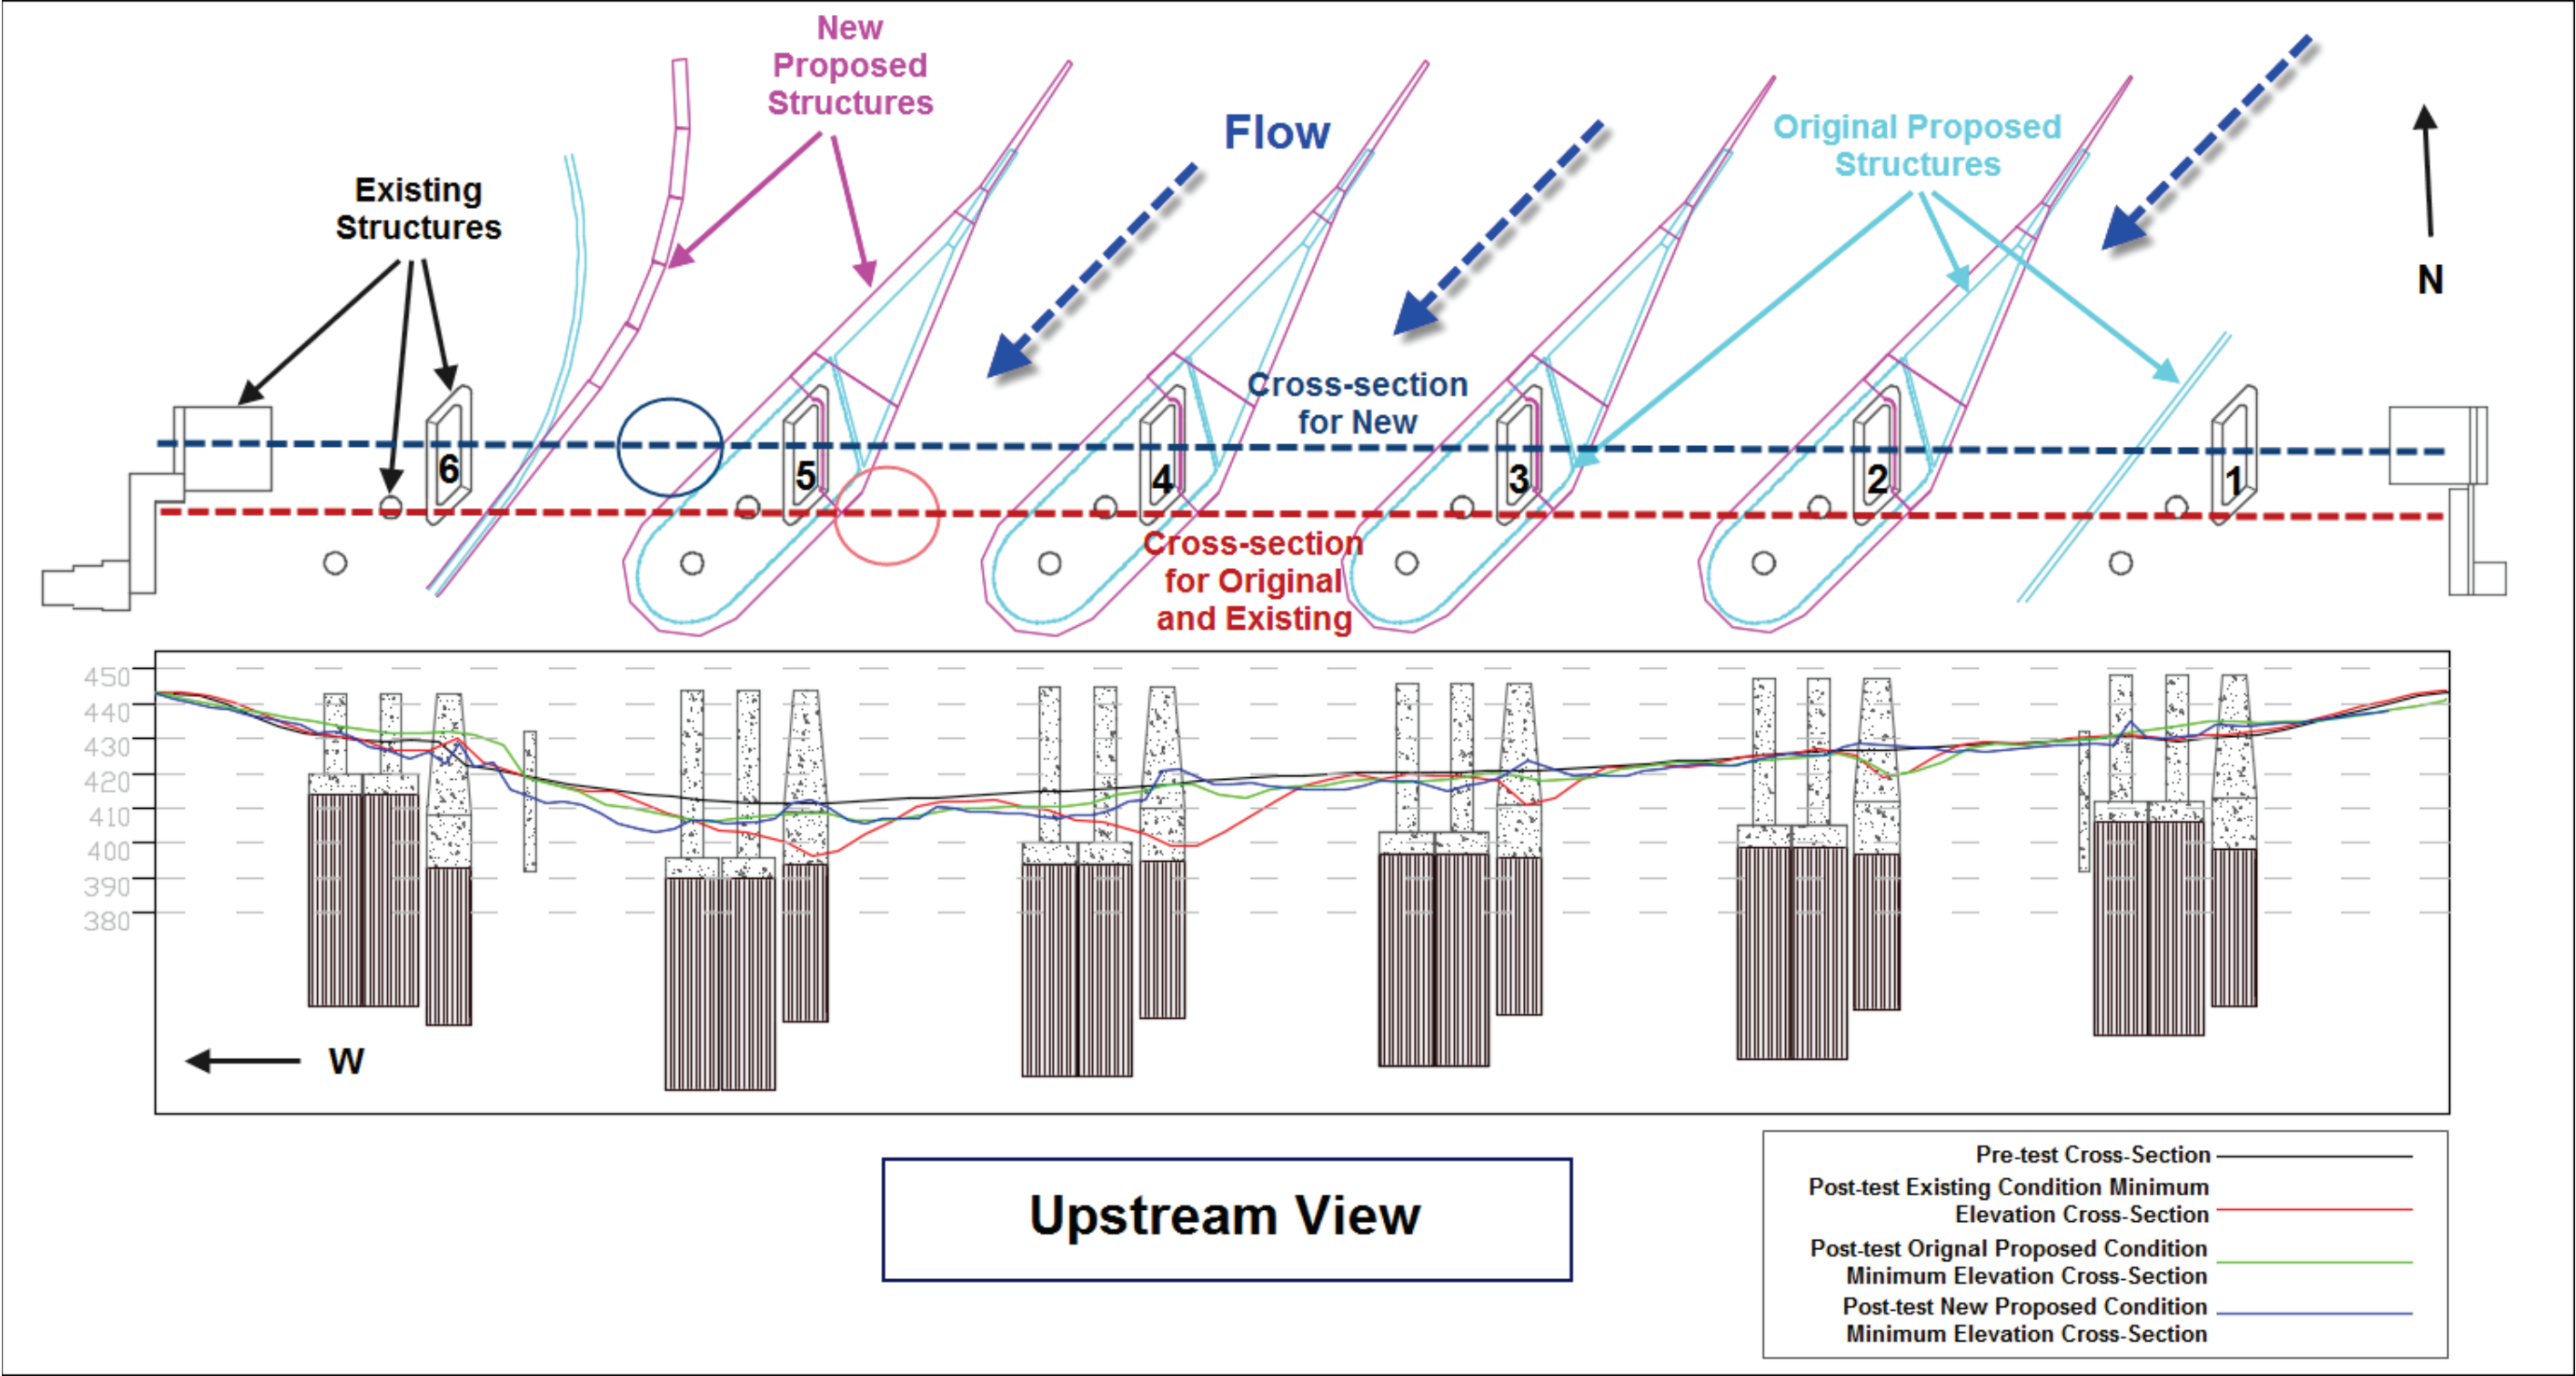 New
Proposed
Structures
Flow
Original Proposed
Structures
Existing
Structures
N
Cross-section
for New
6
5
4
3
2
1
Cross-section
for Original
and Existing
450
440
430
420
410
400
390
380
W
Upstream View
Pre-test Cross-Section
Post-test Existing Condition Minimum
Elevation Cross-Section
Post-test Orignal Proposed Condition
Minimum Elevation Cross-Section
Post-test New Proposed Condition
Minimum Elevation Cross-Section